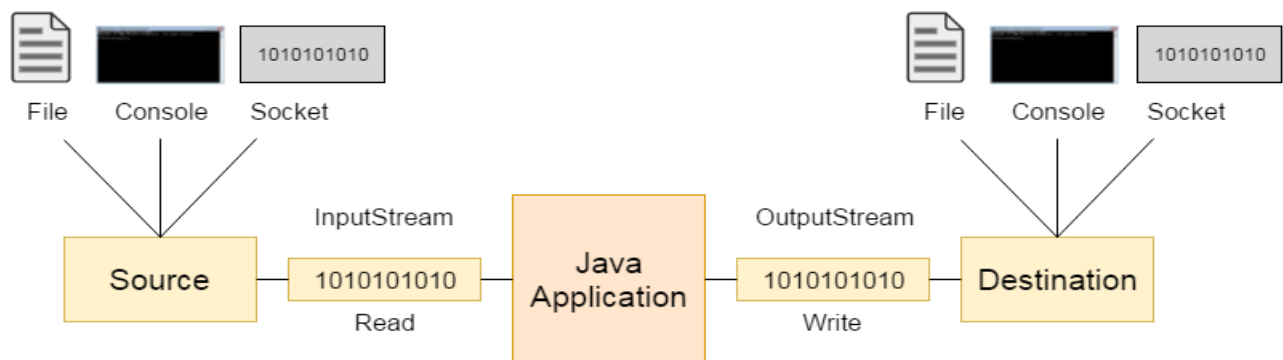 1010101010
1010101010
File Console Socket
File Console Socket
InputStream
OutputStream
Source
1010101010
Java
Application
1010101010
Destination
Read
Write